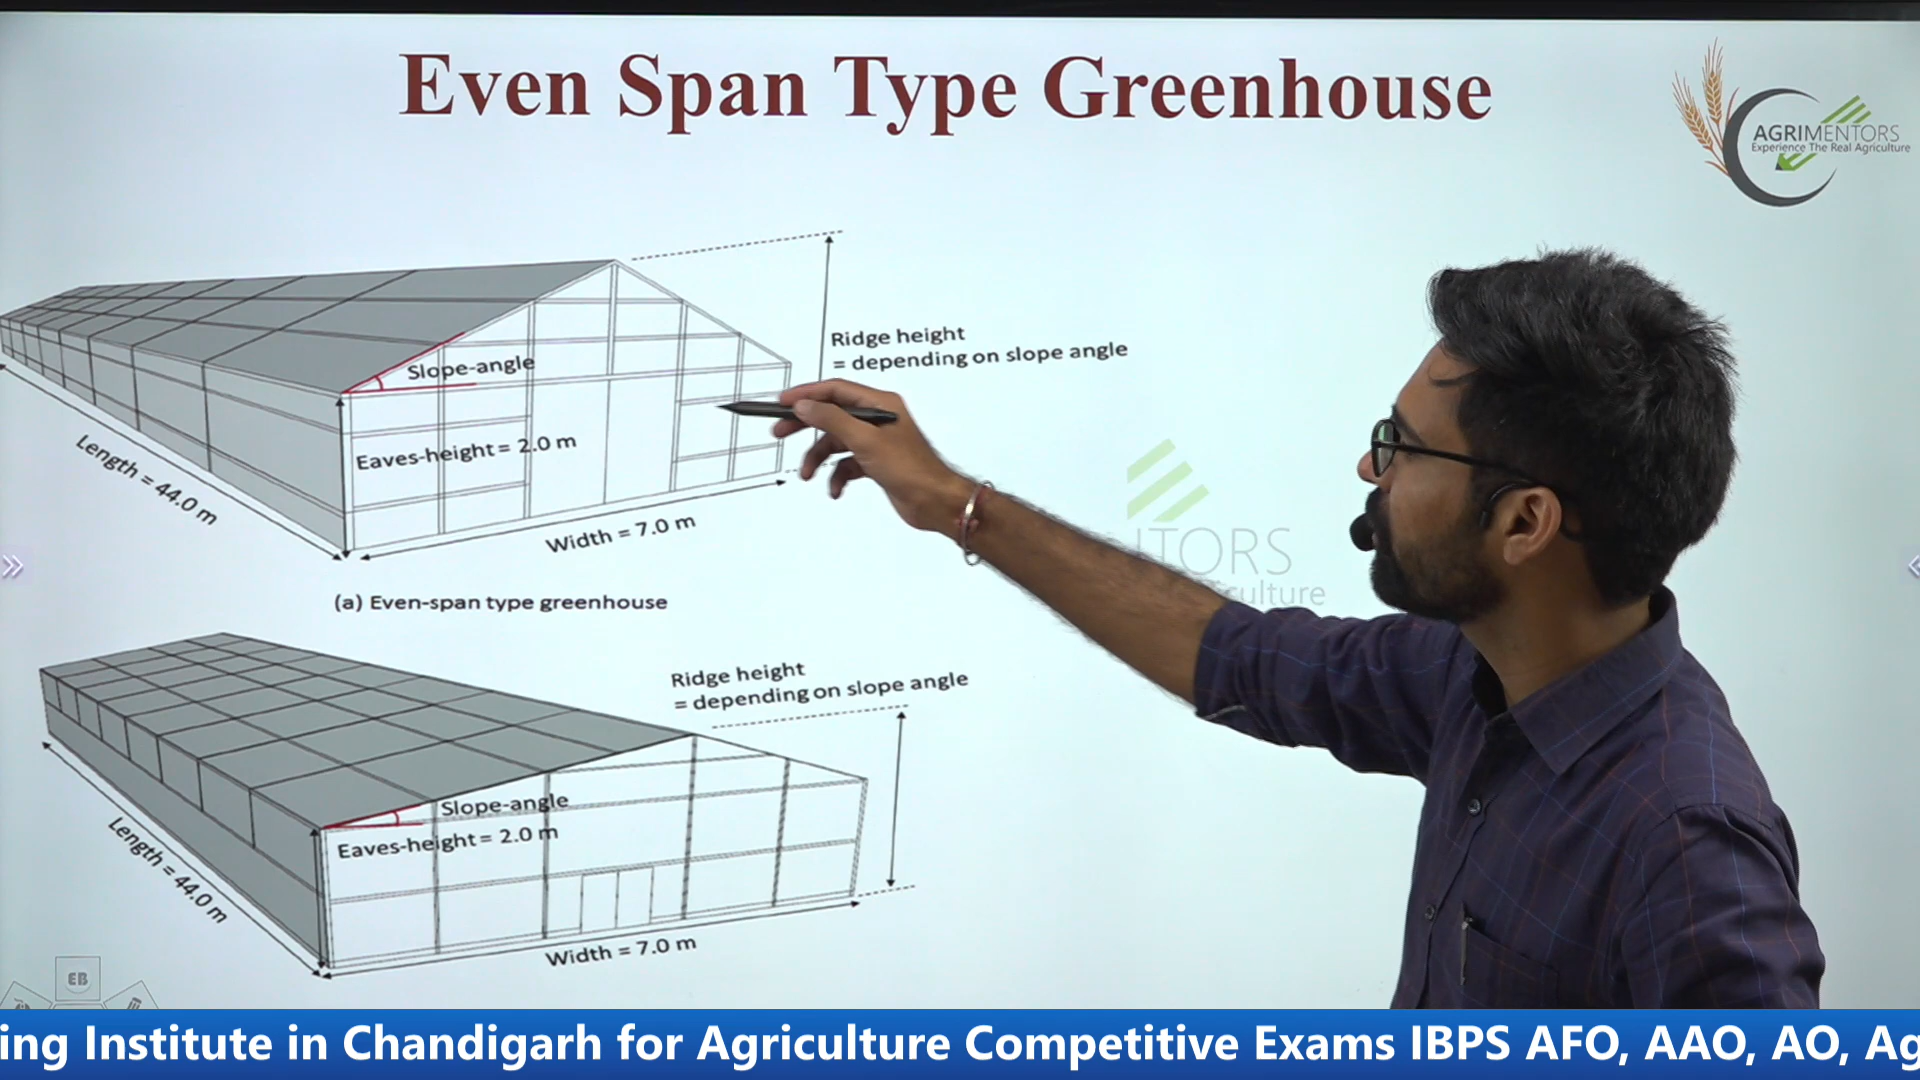 Even Span Type Greenhouse
AGRIMENTORS
Experience The Real Agriculture
Ridge height
= depending on slope angle
Slope-angle
Eaves-height = 2.0 m
Length = 44.0 m
Width = 7.0 m
(a) Even-span type greenhouse
Ridge height
= depending on slope angle
Slope-angle
Eaves-height = 2.0 m
Length = 44.0 m
Width = 7.0 m
EB
ing Institute in Chandigarh for Agriculture Competitive Exams IBPS AFO, AAO, AO, Ag